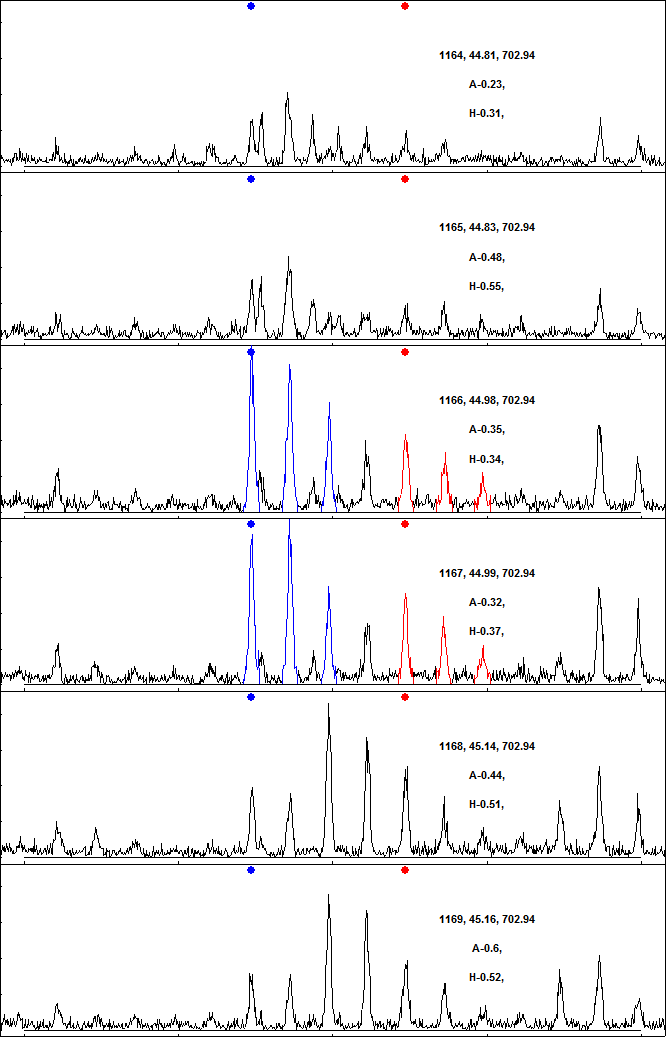 1164, 44.81, 702.94
A-0.23,
H-0.31,
1165, 44.83, 702.94
A-0.48,
H-0.55,
1166, 44.98, 702.94
A-0.35,
H-0.34,
1167, 44.99, 702.94
A-0.32,
H-0.37,
1168, 45.14, 702.94
A-0.44,
H-0.51,
1169, 45.16, 702.94
A-0.6,
H-0.52,